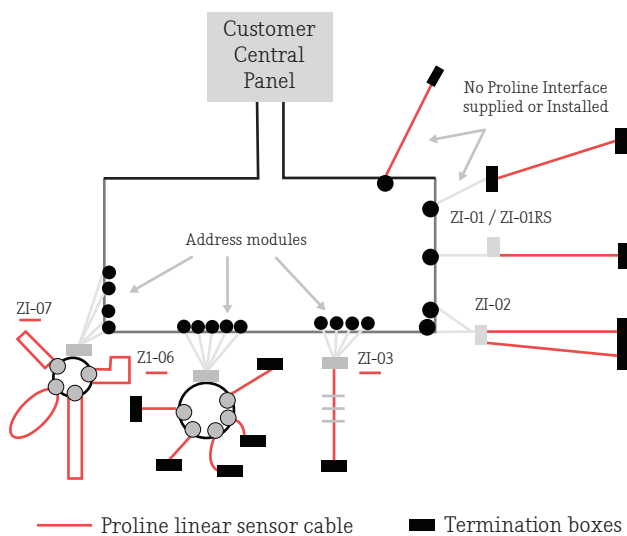 Customer
Central
Panel
No Proline Interface
supplied or Installed
ZI-01 / ZI-01RS
Address modules
ZI-07
ZI-02
Z1-06
ZI-03
Proline linear sensor cable
Termination boxes